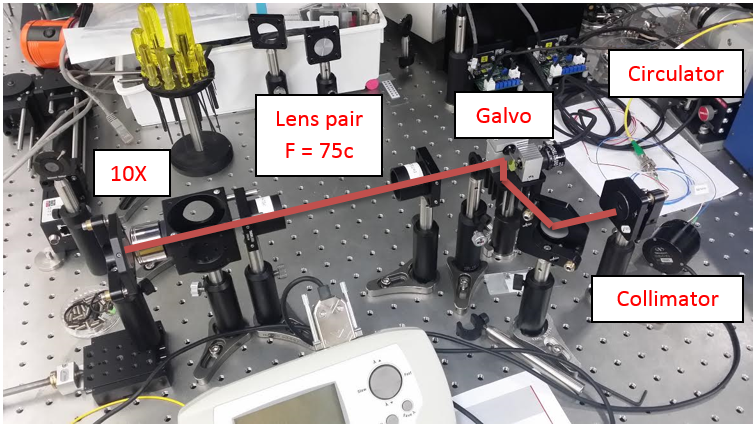 Circulator
Galvo
Lens pair
F = 75c
10X
Collimator